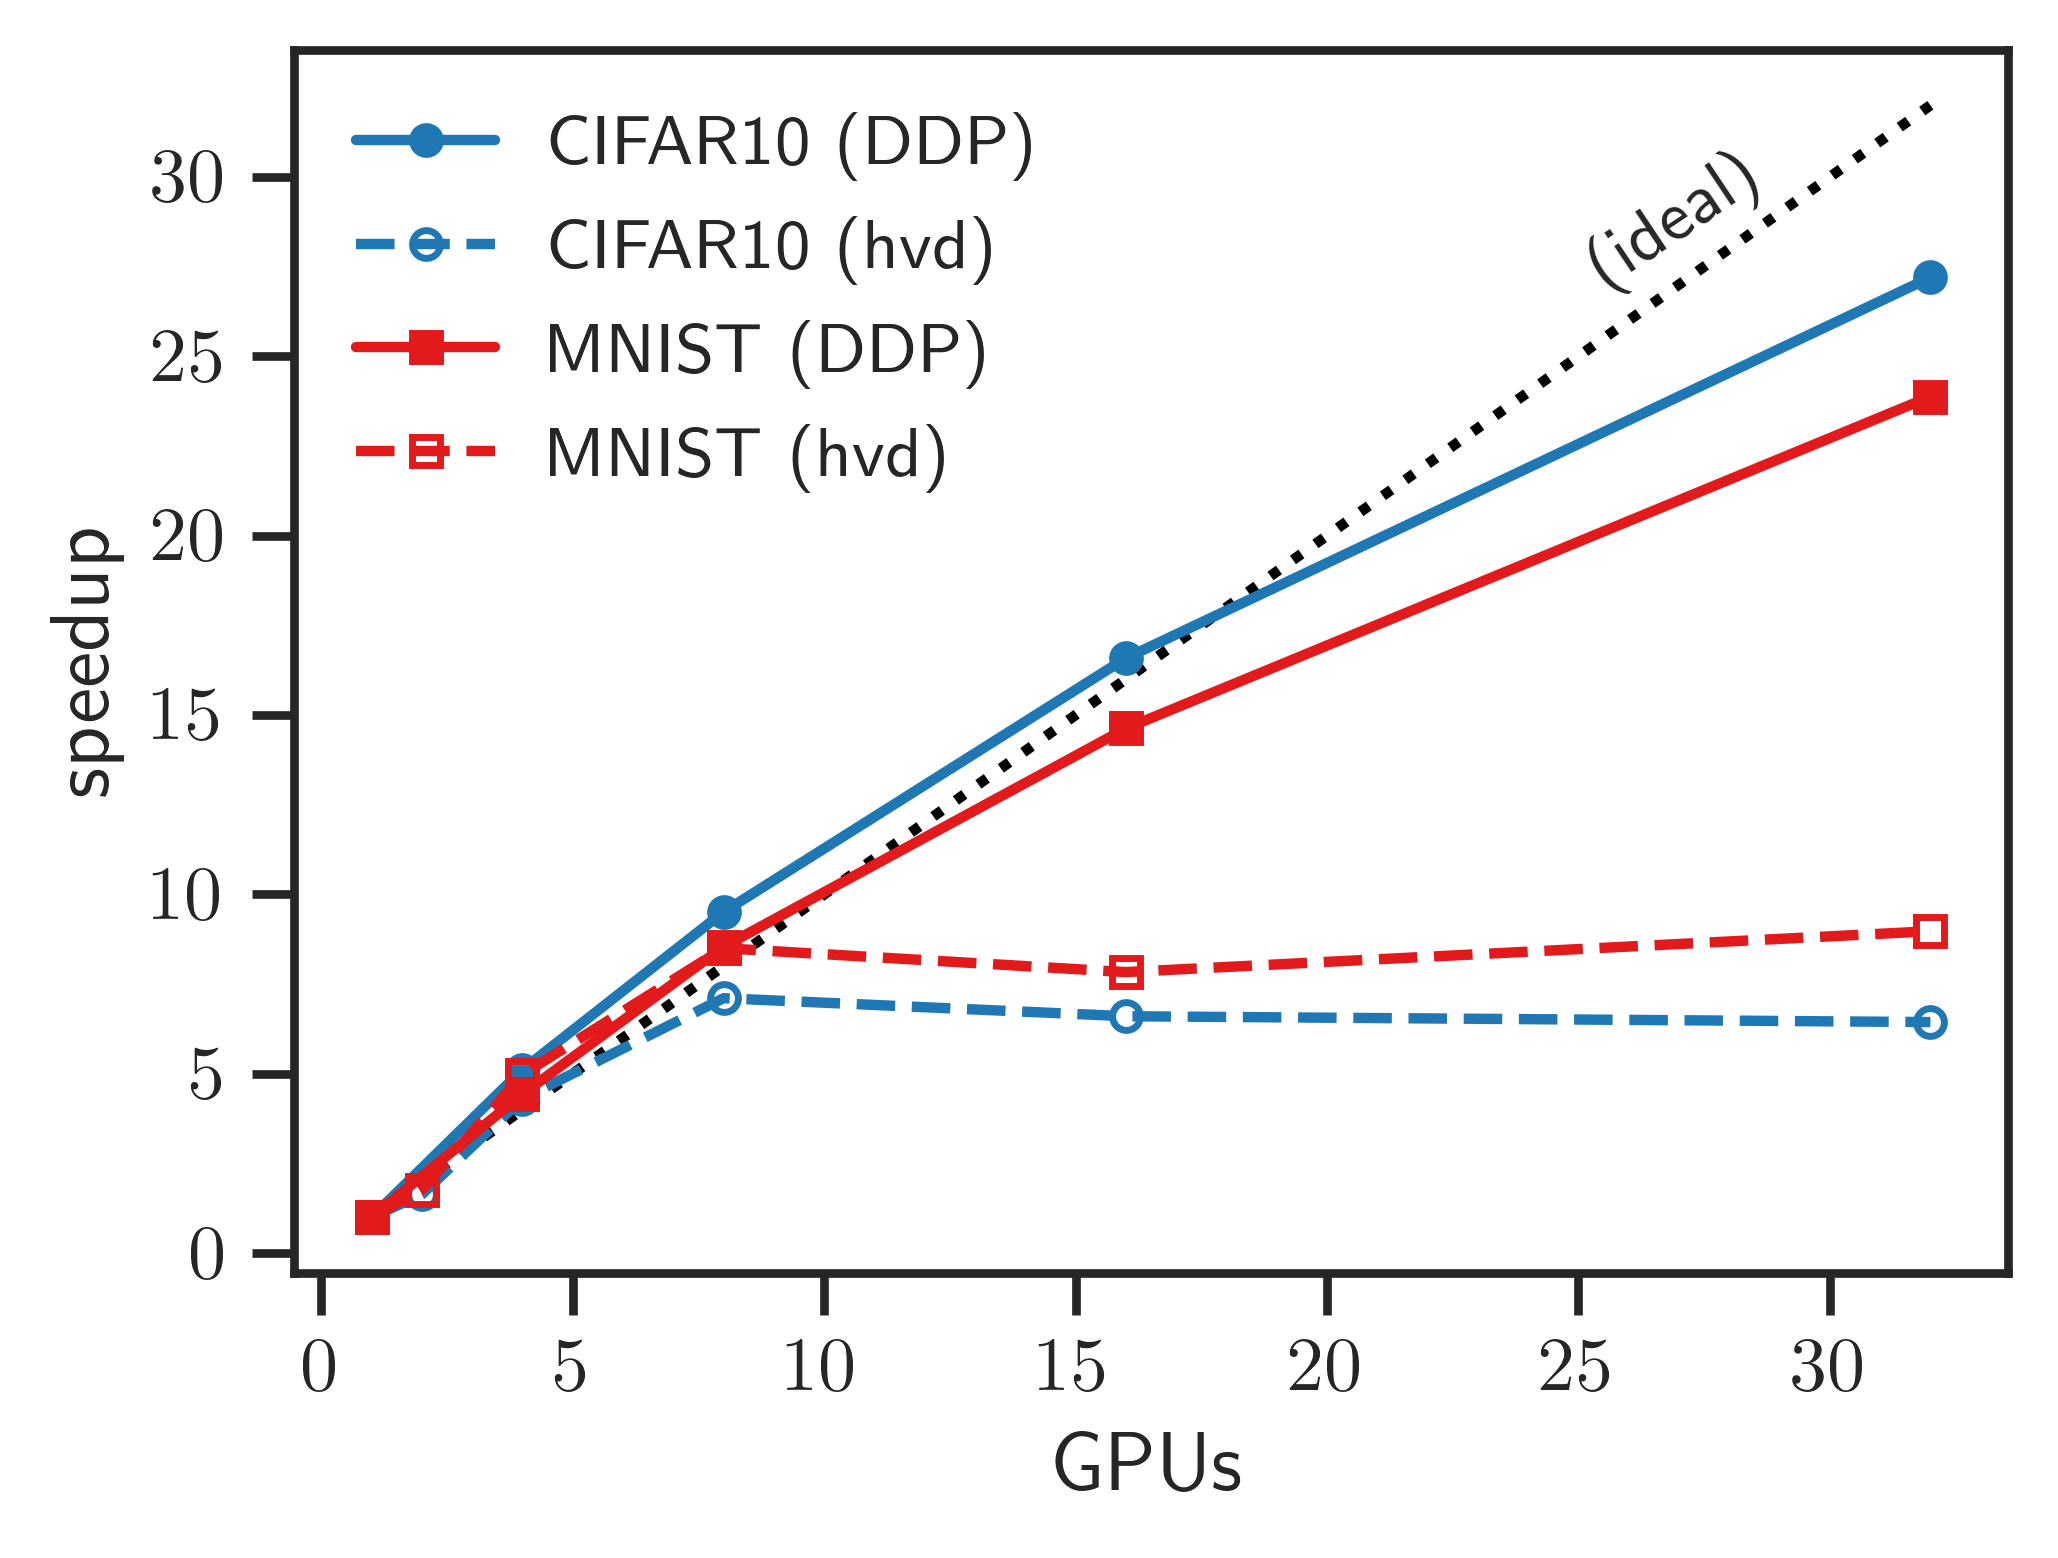 CIFAR10 (DDP)
CIFAR10 (hvd)
MNIST (DDP)
MNIST (hvd)
(ideal)
speedup
30
25
20
15
10
5
0
0 5 10 15 20 25 30
GPUs